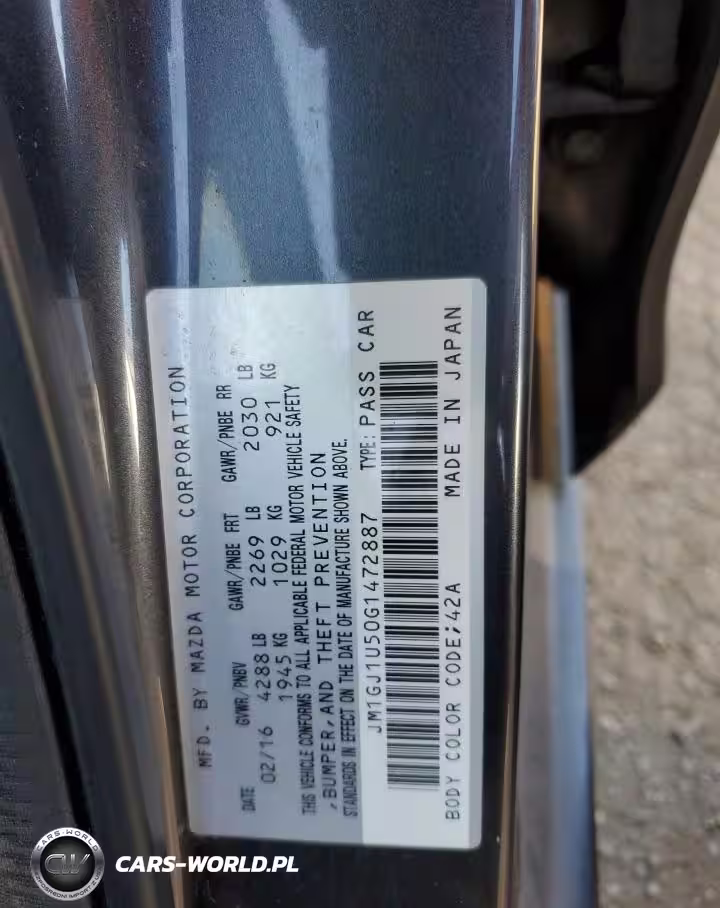 MFD. BY MAZDA MOTOR CORPORATION
DATE GVWR/PNBV GAWR/PNBE FRT GAWR/PNBE RR
02/16 4288 LB 2269 LB 2030 LB
1945 KG 1029 KG 921 KG
THIS VEHICLE CONFORMS TO ALL APPLICABLE FEDERAL MOTOR VEHICLE SAFETY
,BUMPER,AND THEFT PREVENTION
STANDARDS IN EFFECT ON THE DATE OF MANUFACTURE SHOWN ABOVE.
JM1GJ1U50G1472887 TYPE: PASS CAR
BODY COLOR CODE;42A MADE IN JAPAN
CARS-WORLD
CW
CARS-WORLD.PL